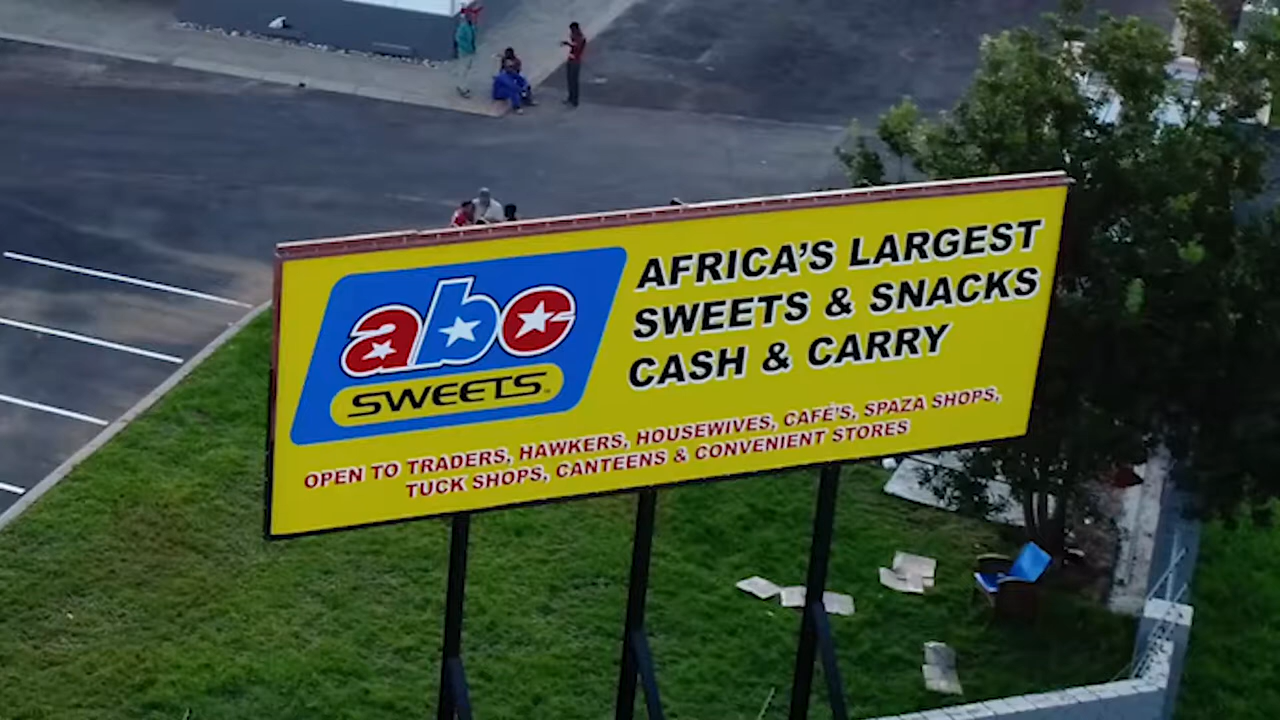 abc
SWEETS
AFRICA'S LARGEST
SWEETS & SNACKS
CASH & CARRY
OPEN TO TRADERS, HAWKERS, HOUSEWIVES, CAFÉ'S, SPAZA SHOPS,
TUCK SHOPS, CANTEENS & CONVENIENT STORES